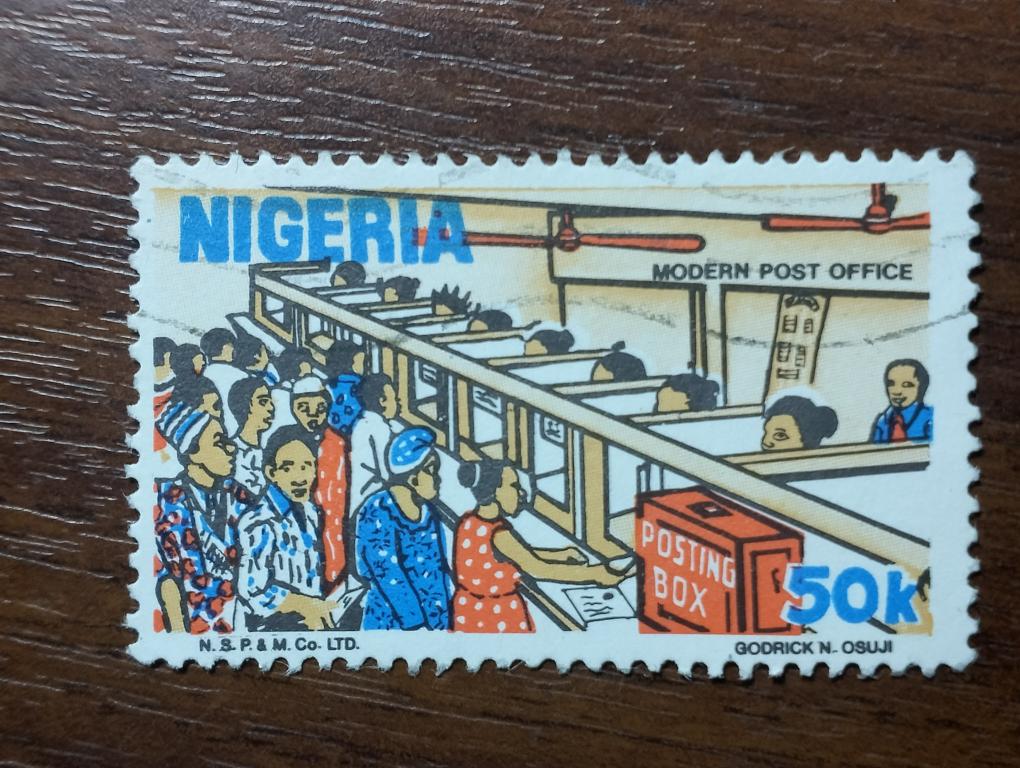 NIGERIA
MODERN POST OFFICE
POSTING
BOX
50k
N. S. P. & M. Co. LTD.
GODRICK N. OSUJI